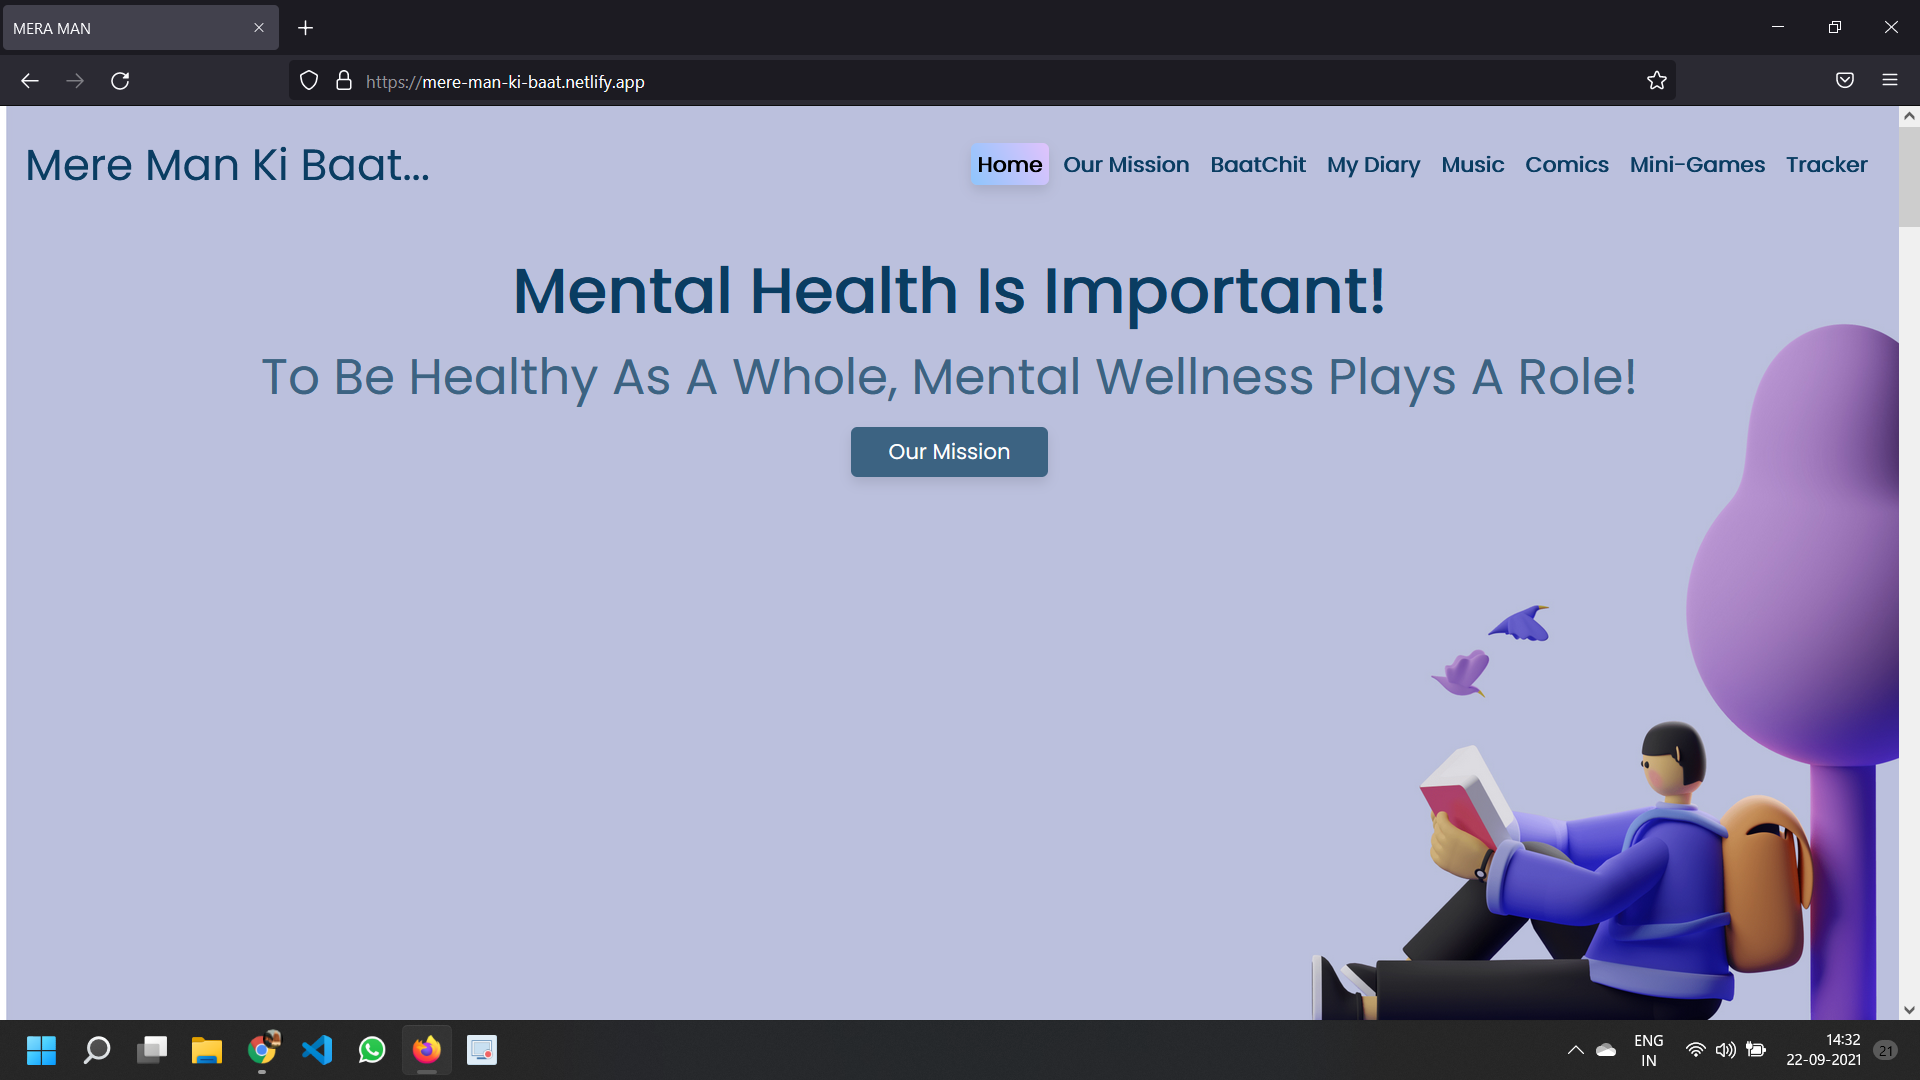 MERA MAN
https://mere-man-ki-baat.netlify.app
Mere Man Ki Baat...
Home Our Mission BaatChit My Diary Music Comics Mini-Games Tracker
Mental Health Is Important!
To Be Healthy As A Whole, Mental Wellness Plays A Role!
Our Mission
ENG
IN
14:32
22-09-2021
21